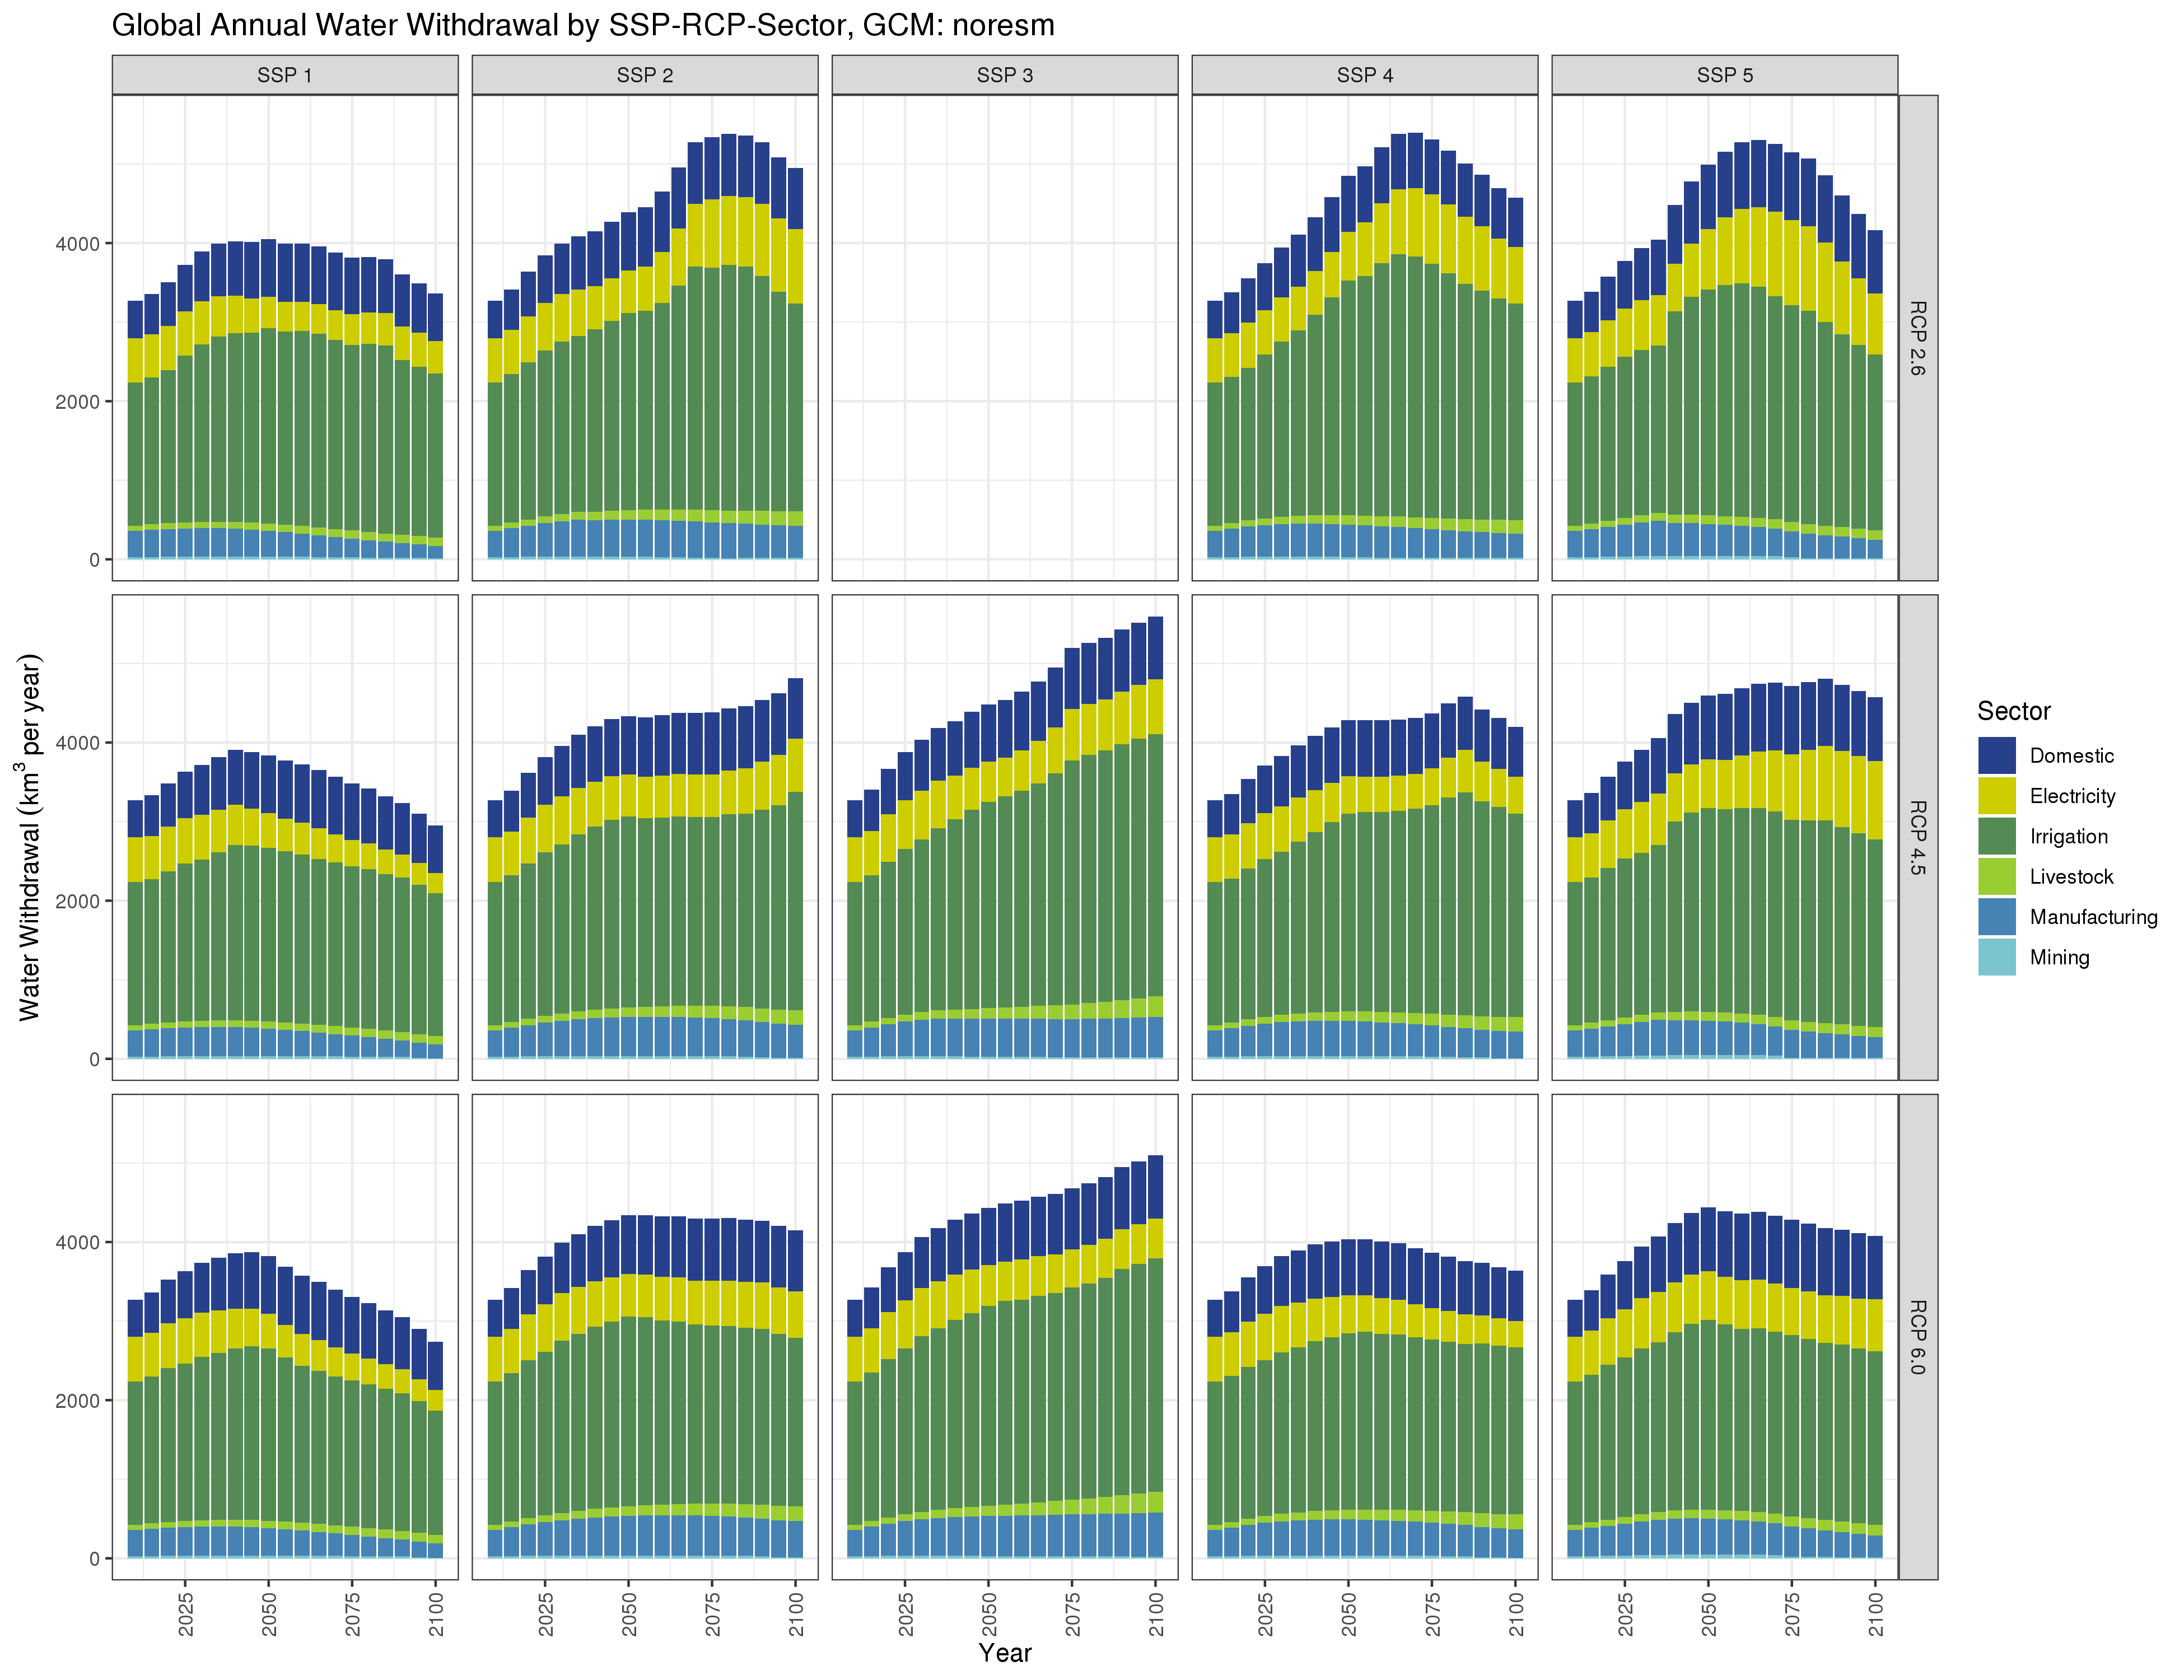 Global Annual Water Withdrawal by SSP-RCP-Sector, GCM: noresm
SSP 1
SSP 2
SSP 3
SSP 4
SSP 5
4000
2000
0
RCP 2.6
4000
2000
0
RCP 4.5
4000
2000
0
RCP 6.0
Water Withdrawal (km³ per year)
2025
2050
2075
2100
2025
2050
2075
2100
2025
2050
2075
2100
2025
2050
2075
2100
2025
2050
2075
2100
Year
Sector
Domestic
Electricity
Irrigation
Livestock
Manufacturing
Mining